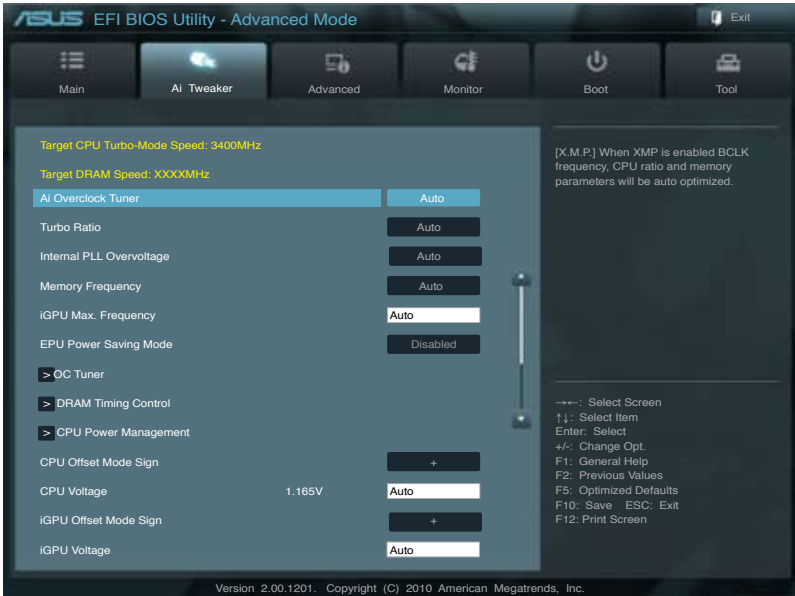 ASUS EFI BIOS Utility - Advanced Mode
Exit
Main
Ai Tweaker
Advanced
Monitor
Boot
Tool
Target CPU Turbo-Mode Speed: 3400MHz
Target DRAM Speed: XXXXMHz
Ai Overclock Tuner Auto
Turbo Ratio Auto
Internal PLL Overvoltage Auto
Memory Frequency Auto
iGPU Max. Frequency Auto
EPU Power Saving Mode Disabled
> OC Tuner
> DRAM Timing Control
> CPU Power Management
CPU Offset Mode Sign +
CPU Voltage 1.165V Auto
iGPU Offset Mode Sign +
iGPU Voltage Auto
[X.M.P.] When XMP is enabled BCLK
frequency, CPU ratio and memory
parameters will be auto optimized.
→←: Select Screen
↑↓: Select Item
Enter: Select
+/-: Change Opt.
F1: General Help
F2: Previous Values
F5: Optimized Defaults
F10: Save ESC: Exit
F12: Print Screen
Version 2.00.1201. Copyright (C) 2010 American Megatrends, Inc.